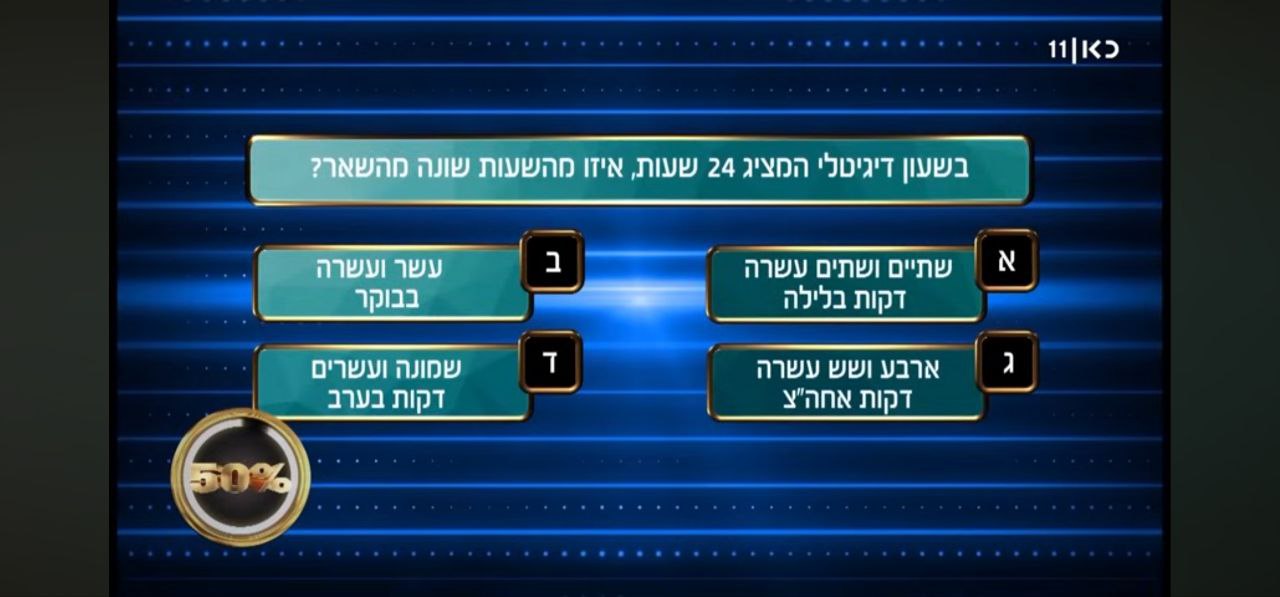 כאן|11
בשעון דיגיטלי המציג 24 שעות, איזו מהשעות שונה מהשאר?
א
שתיים ושתים עשרה
דקות בלילה
ב
עשר ועשרה
בבוקר
ג
ארבע ושש עשרה
דקות אחה"צ
ד
שמונה ועשרים
דקות בערב
50%